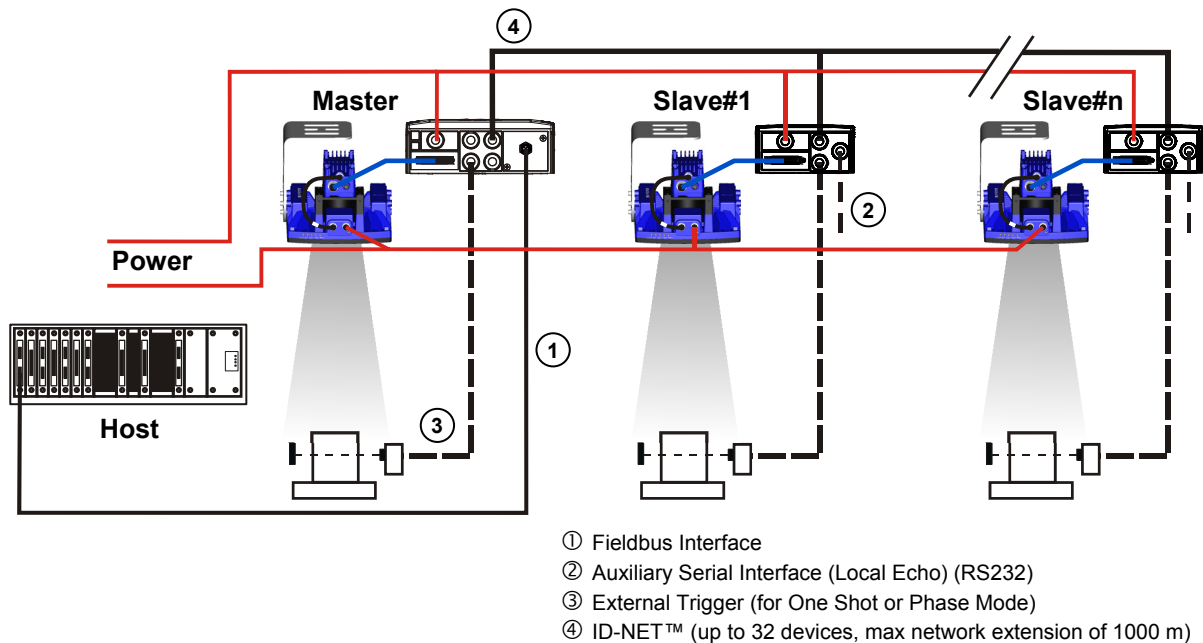 ④
Master
Slave#1
Slave#n
②
Power
①
Host
③
① Fieldbus Interface
② Auxiliary Serial Interface (Local Echo) (RS232)
③ External Trigger (for One Shot or Phase Mode)
④ ID-NET™ (up to 32 devices, max network extension of 1000 m)